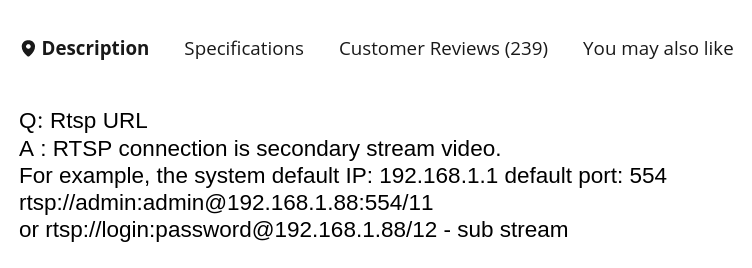 Description Specifications Customer Reviews (239) You may also like
Q: Rtsp URL
A : RTSP connection is secondary stream video.
For example, the system default IP: 192.168.1.1 default port: 554
rtsp://admin:admin@192.168.1.88:554/11
or rtsp://login:password@192.168.1.88/12 - sub stream